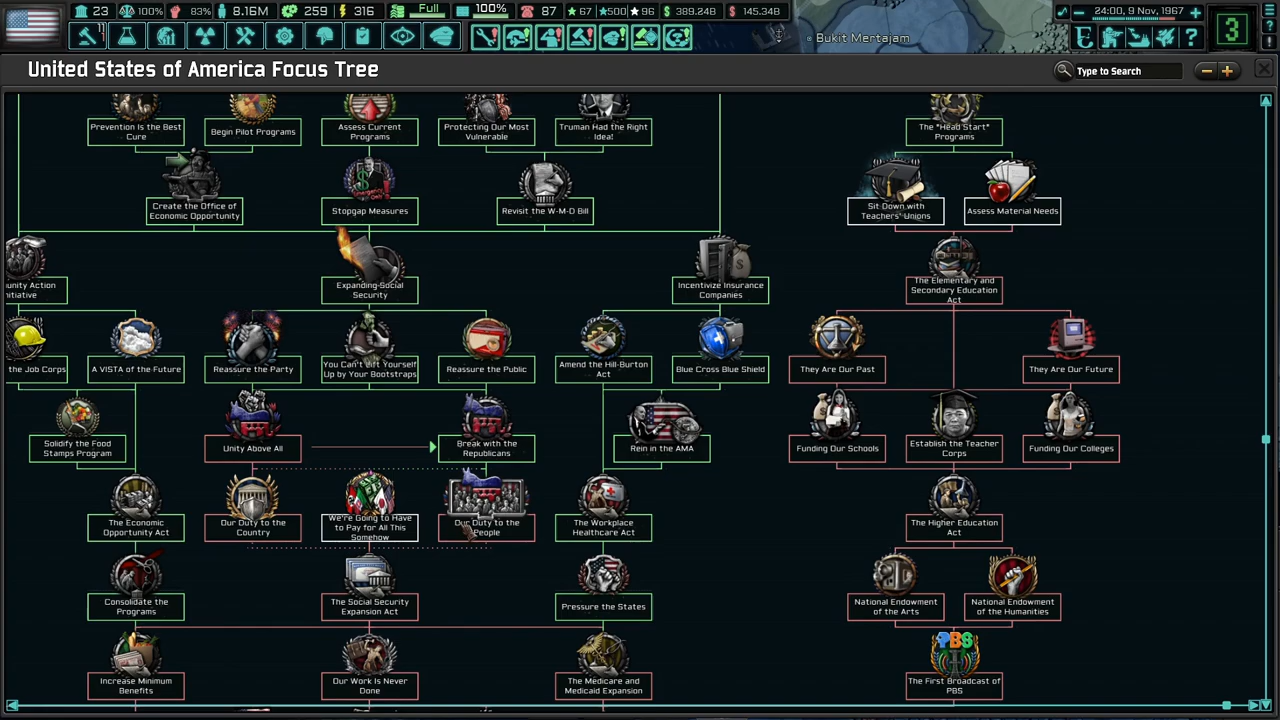 23 100% 83% 8.16M 259 316 Full 100% 87 67 500 96 $ 389.248 $ 145.348
24:00, 9 Nov, 1967
3
Bukit Mertajam
United States of America Focus Tree
Type to Search
Prevention Is the Best
Cure
Begin Pilot Programs
Assess Current
Programs
Protecting Our Most
Vulnerable
Truman Had the Right
Idea!
The "Head Start"
Programs
Create the Office of
Economic Opportunity
Stopgap Measures
Revisit the W-M-D Bill
Sit Down with
Teachers' Unions
Assess Material Needs
unity Action
nitiative
Expanding Social
Security
Incentivize Insurance
Companies
The Elementary and
Secondary Education
Act
the Job Corps
A VISTA of the Future
Reassure the Party
You Can't Lift Yourself
Up by Your Bootstraps
Reassure the Public
Amend the Hill-Burton
Act
Blue Cross Blue Shield
They Are Our Past
They Are Our Future
Solidify the Food
Stamps Program
Unity Above All
Break with the
Republicans
Rein in the AMA
Funding Our Schools
Establish the Teacher
Corps
Funding Our Colleges
The Economic
Opportunity Act
Our Duty to the
Country
We're Going to Have
to Pay for All This
Somehow
Our Duty to the
People
The Workplace
Healthcare Act
The Higher Education
Act
Consolidate the
Programs
The Social Security
Expansion Act
Pressure the States
National Endowment
of the Arts
National Endowment
of the Humanities
PBS
Increase Minimum
Benefits
Our Work Is Never
Done
The Medicare and
Medicaid Expansion
The First Broadcast of
PBS